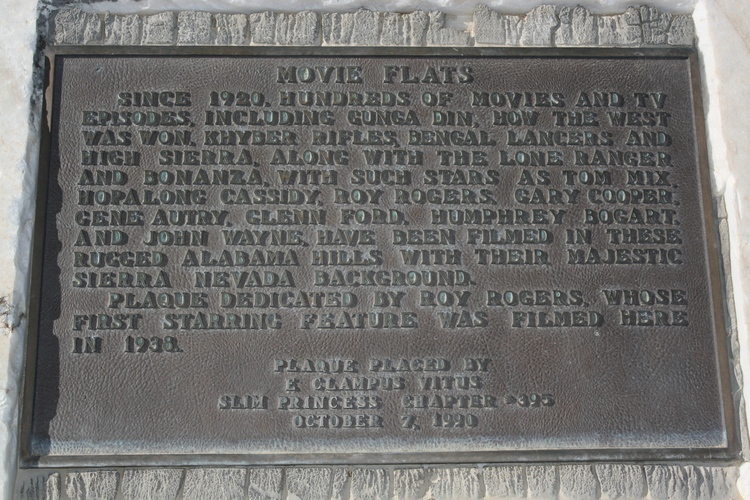 MOVIE FLATS
SINCE 1920, HUNDREDS OF MOVIES AND TV
EPISODES, INCLUDING GUNGA DIN, HOW THE WEST
WAS WON, KHYBER RIFLES, BENGAL LANCERS AND
HIGH SIERRA, ALONG WITH THE LONE RANGER
AND BONANZA, WITH SUCH STARS AS TOM MIX,
HOPALONG CASSIDY, ROY ROGERS, GARY COOPER,
GENE AUTRY, GLENN FORD, HUMPHREY BOGART,
AND JOHN WAYNE, HAVE BEEN FILMED IN THESE
RUGGED ALABAMA HILLS WITH THEIR MAJESTIC
SIERRA NEVADA BACKGROUND.
PLAQUE DEDICATED BY ROY ROGERS, WHOSE
FIRST STARRING FEATURE WAS FILMED HERE
IN 1938.
PLAQUE PLACED BY
E CLAMPUS VITUS
SLIM PRINCESS CHAPTER #395
OCTOBER 7, 1990